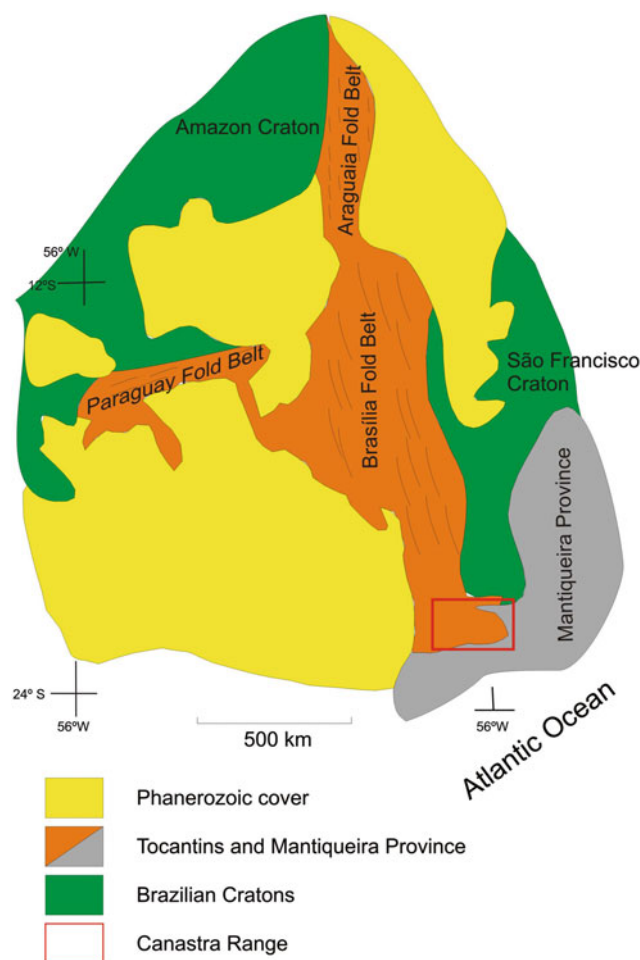 Amazon Craton
Araguaia Fold Belt
56º W
12ºS
São Francisco
Craton
Paraguay Fold Belt
Brasília Fold Belt
Mantiqueira Province
24º S
56ºW
500 km
56ºW
Atlantic Ocean
Phanerozoic cover
Tocantins and Mantiqueira Province
Brazilian Cratons
Canastra Range